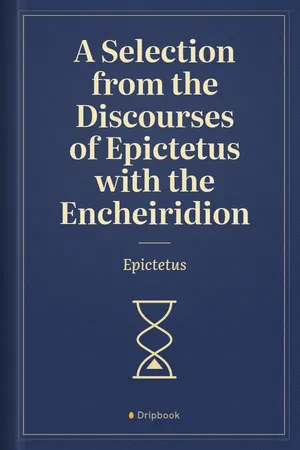 A Selection
from the
Discourses
of Epictetus
with the
Encheiridion
Epictetus
Dripbook